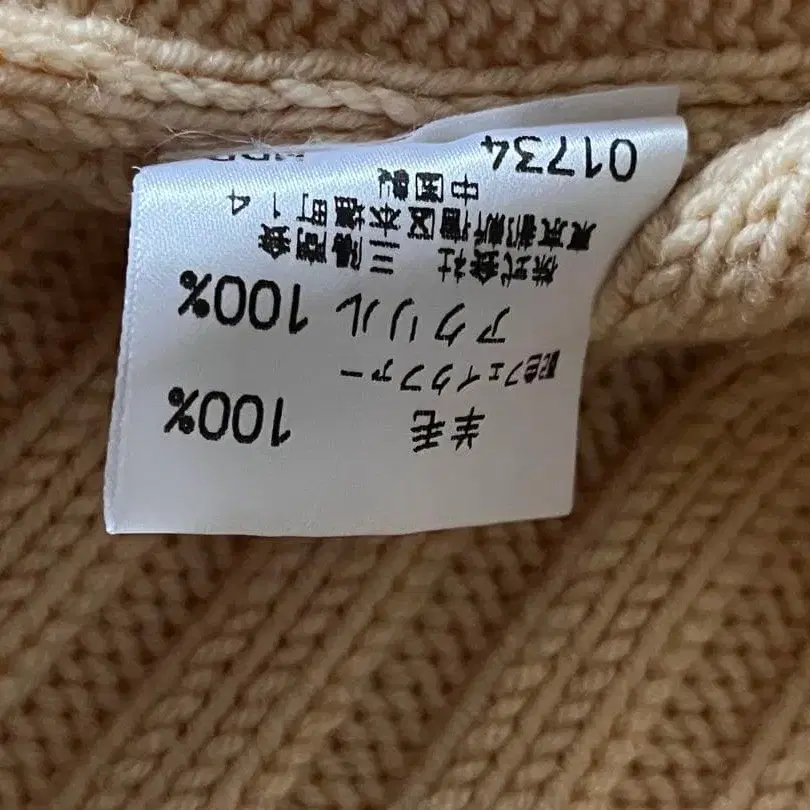 羊毛 100%
配色フェイクファー
アクリル 100%
株式会社 三陽商会
東京都新宿区本塩町14
中国製
01734